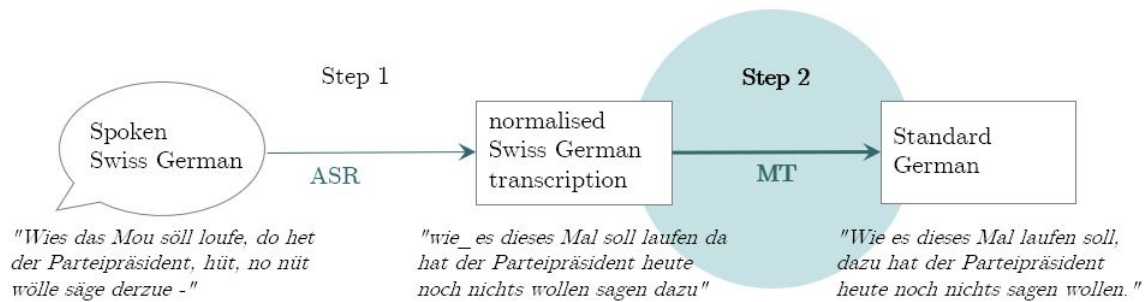 Step 1
Step 2
Spoken
Swiss German
ASR
normalised
Swiss German
transcription
MT
Standard
German
"Wies das Mou söll loufe, do het
der Parteipräsident, hüt, no nüt
wölle säge derzue -"
"wie_es dieses Mal soll laufen da
hat der Parteipräsident heute
noch nichts wollen sagen dazu"
"Wie es dieses Mal laufen soll,
dazu hat der Parteipräsident
heute noch nichts sagen wollen."